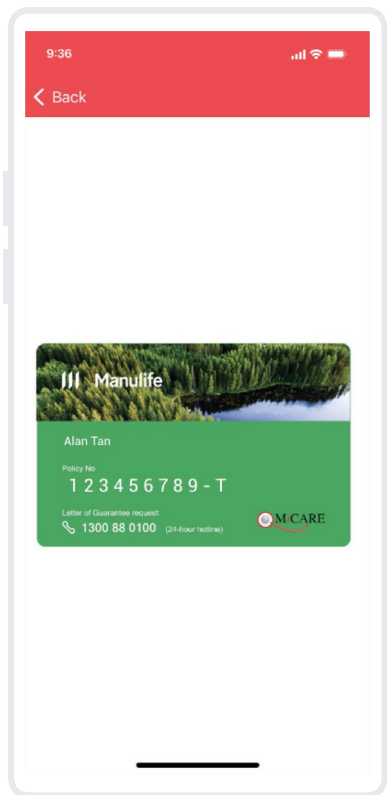 9:36
Back
Manulife
Alan Tan
Policy No
123456789-T
Letter of Guarantee request:
1300 88 0100 (24-hour hotline)
MiCARE